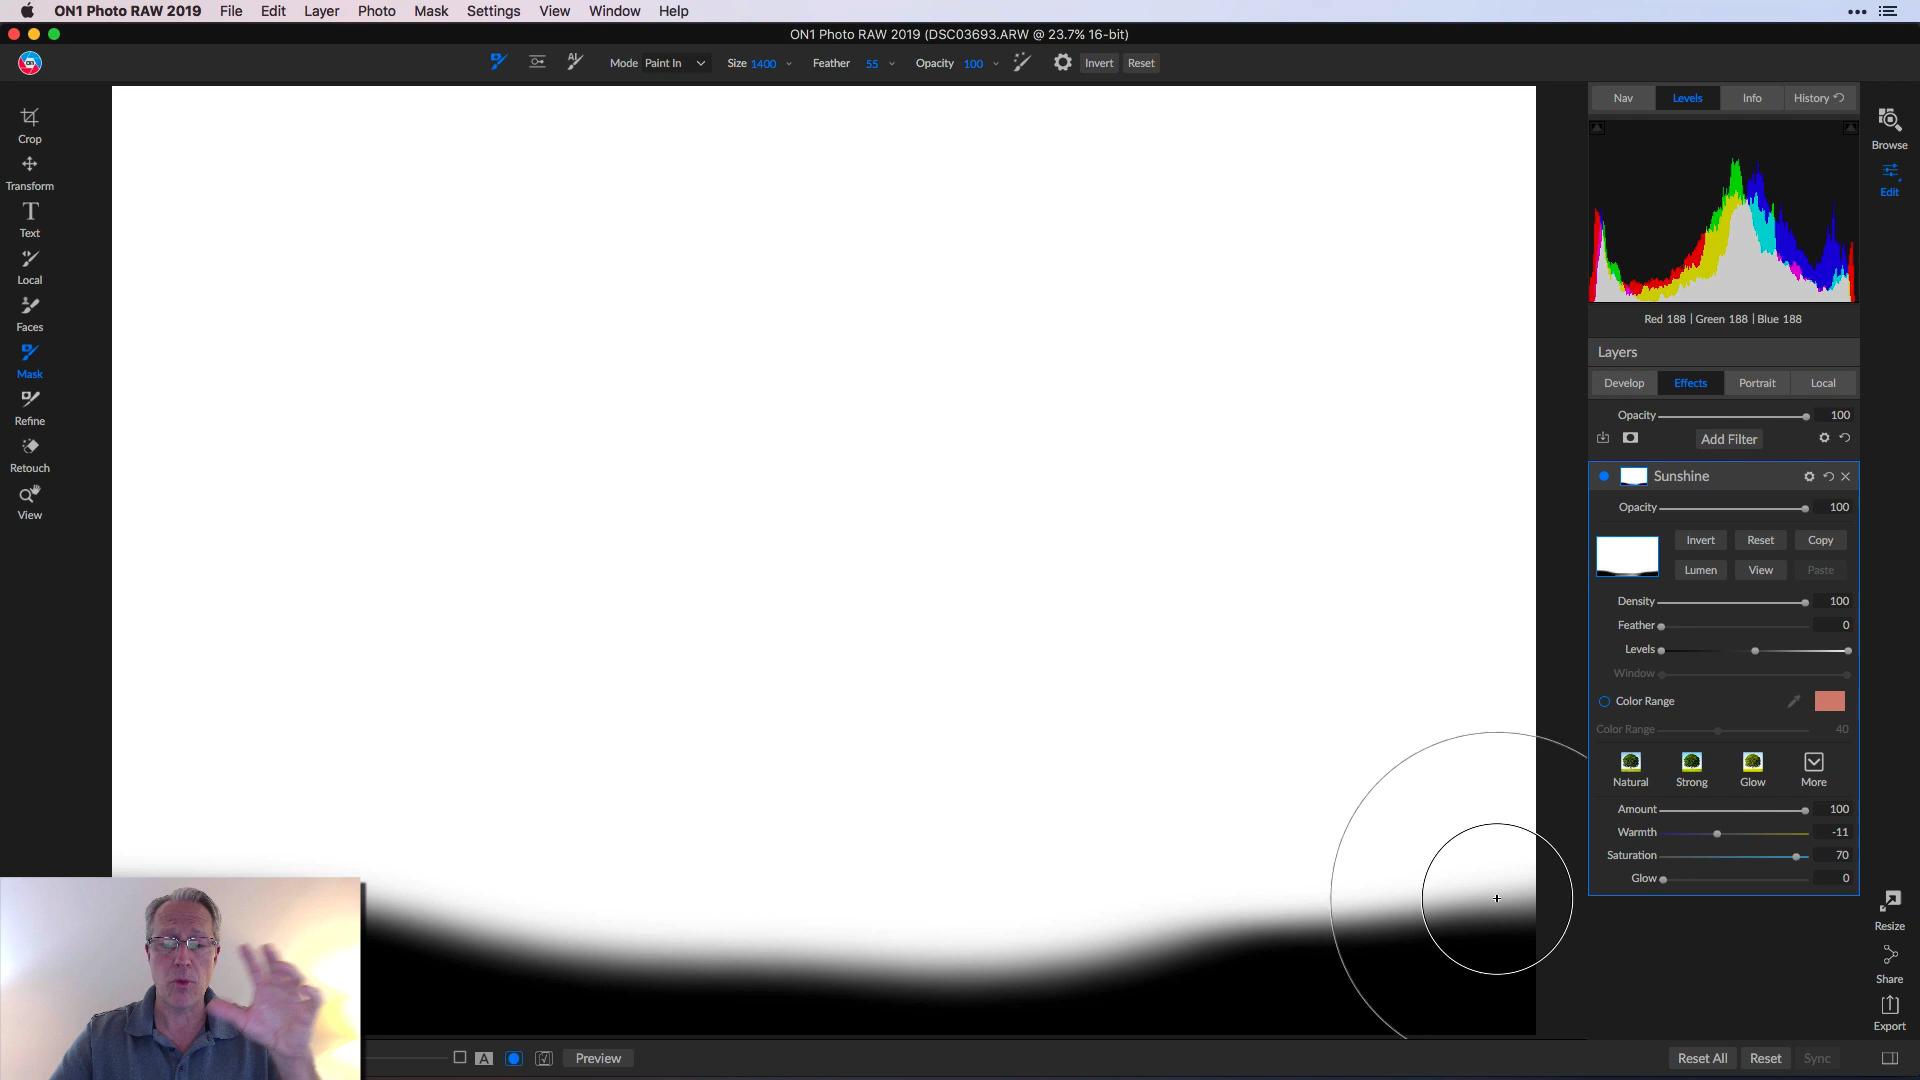 ON1 Photo RAW 2019 File Edit Layer Photo Mask Settings View Window Help
ON1 Photo RAW 2019 (DSC03693.ARW @ 23.7% 16-bit)
ON AI Mode Paint In Size 1400 Feather 55 Opacity 100 Invert Reset
Crop
Transform
Text
Local
Faces
Mask
Refine
Retouch
View
Nav Levels Info History
Browse
Edit
Red 188 | Green 188 | Blue 188
Layers
Develop Effects Portrait Local
Opacity 100
Add Filter
Sunshine
Opacity 100
Invert Reset Copy
Lumen View Paste
Density 100
Feather 0
Levels
Window
Color Range
Color Range 40
Natural Strong Glow More
Amount 100
Warmth -11
Saturation 70
Glow 0
Resize
Share
Export
A Preview
Reset All Reset Sync